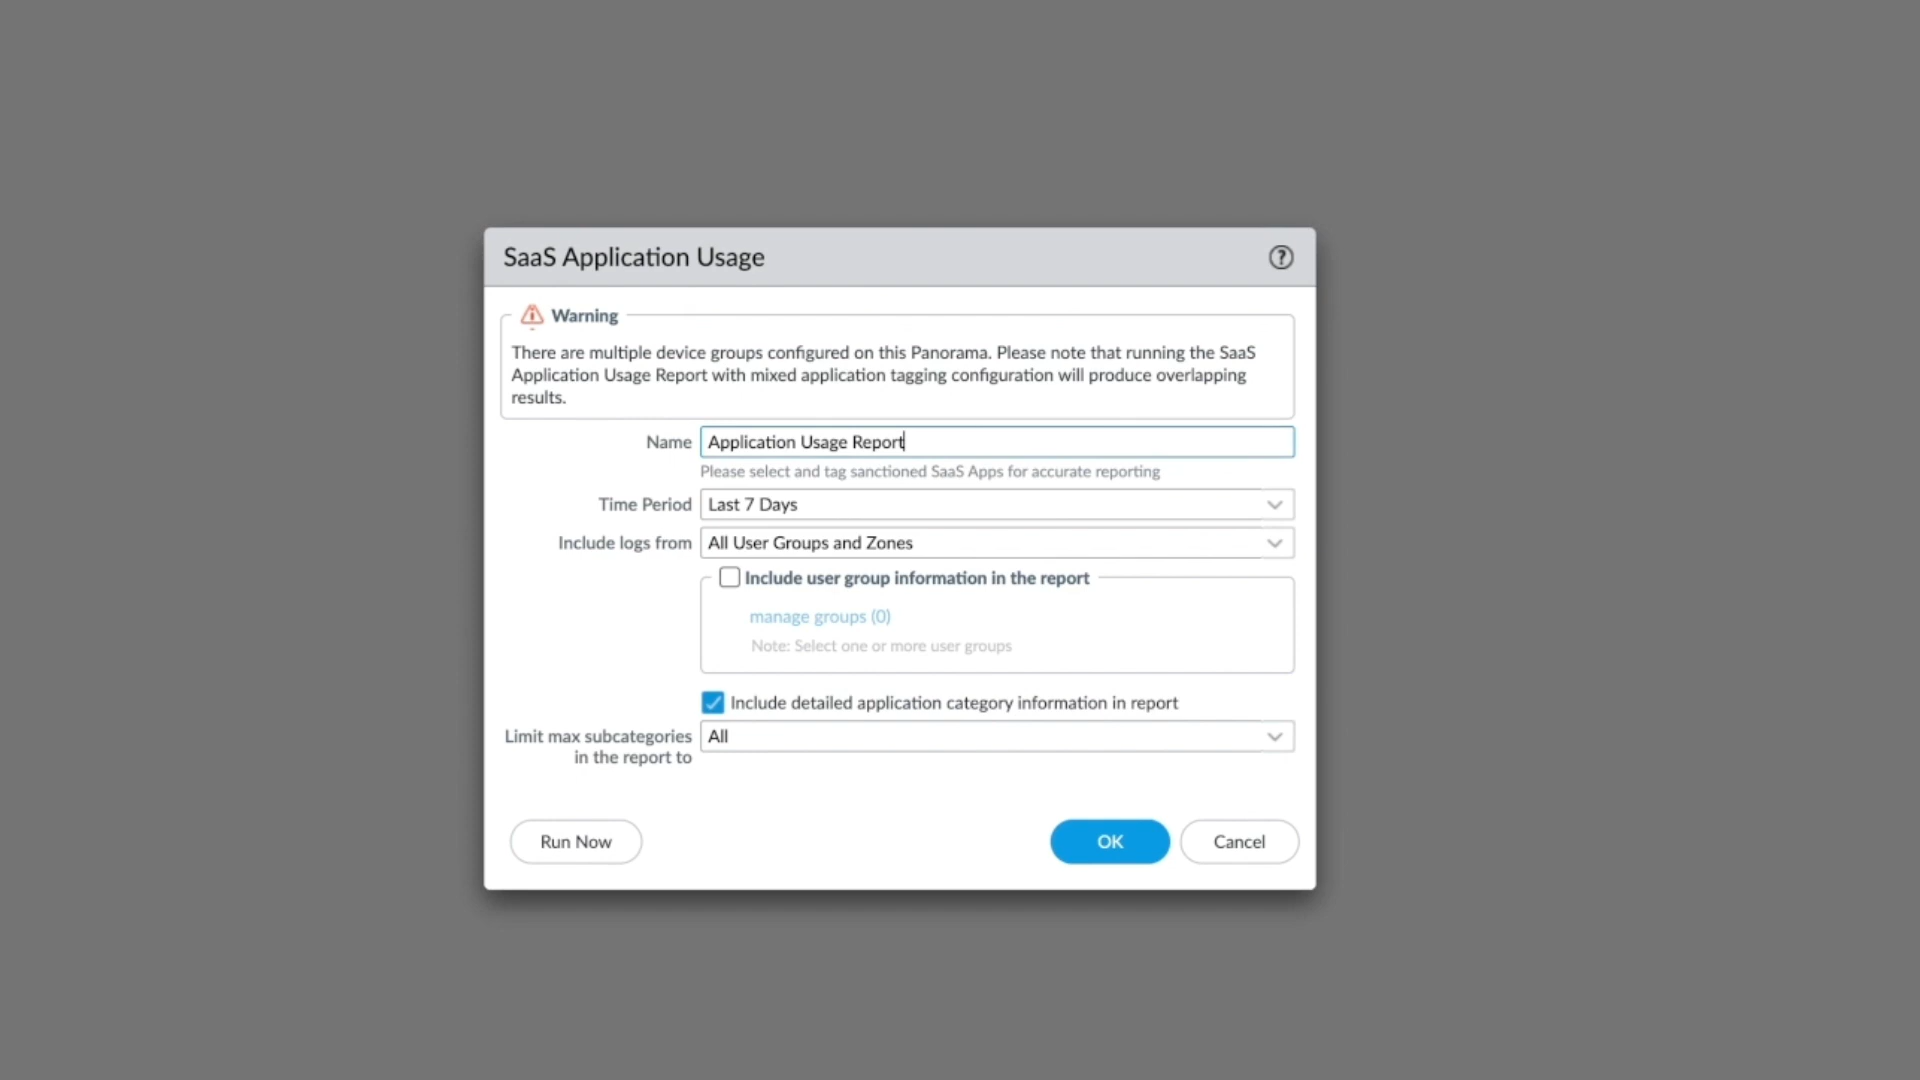 SaaS Application Usage
Warning
There are multiple device groups configured on this Panorama. Please note that running the SaaS
Application Usage Report with mixed application tagging configuration will produce overlapping
results.
Name Application Usage Report
Please select and tag sanctioned SaaS Apps for accurate reporting
Time Period Last 7 Days
Include logs from All User Groups and Zones
Include user group information in the report
manage groups (0)
Note: Select one or more user groups
Include detailed application category information in report
Limit max subcategories All
in the report to
Run Now OK Cancel